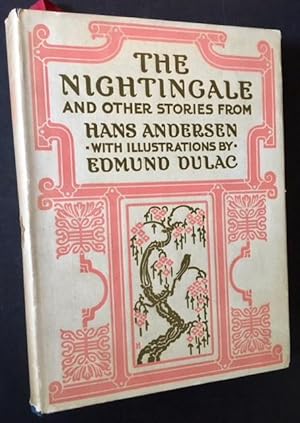 THE
NIGHTINGALE
AND OTHER STORIES FROM
HANS ANDERSEN
• WITH ILLUSTRATIONS BY •
EDMUND DULAC